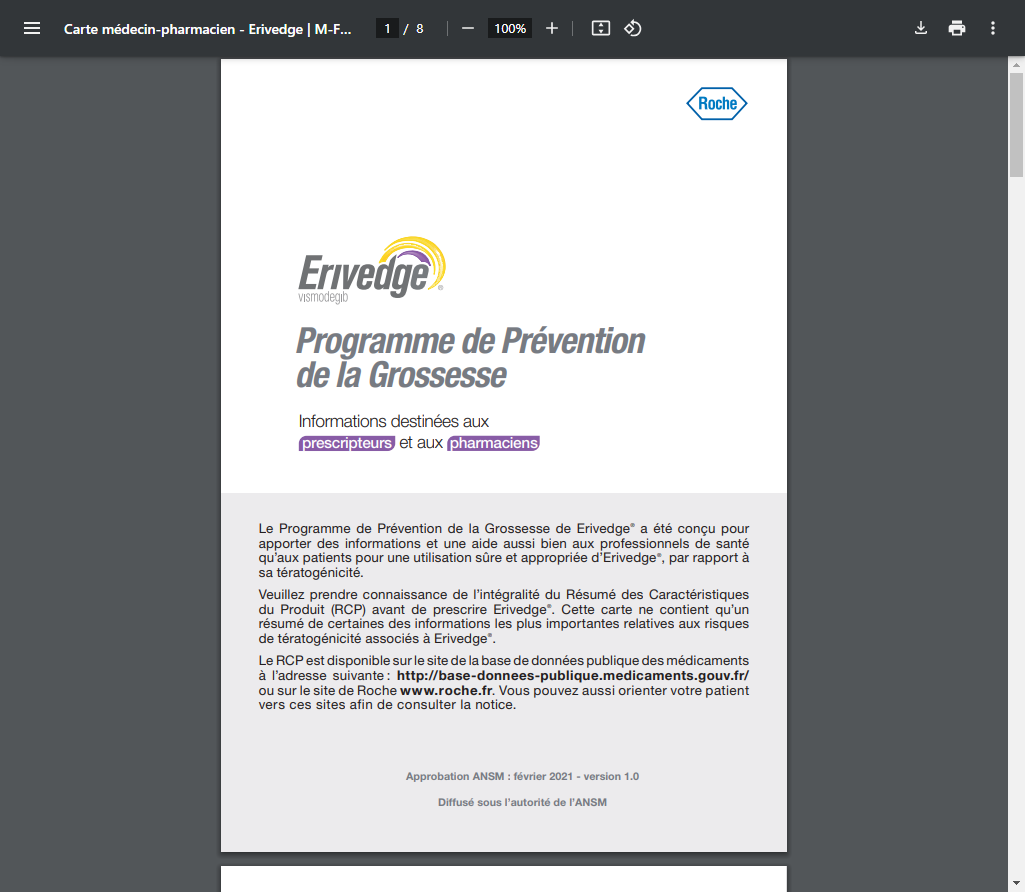 Carte médecin-pharmacien - Erivedge | M-F...
1 / 8
100%
Roche
Erivedge®
vismodegib
Programme de Prévention
de la Grossesse
Informations destinées aux
prescripteurs et aux pharmaciens
Le Programme de Prévention de la Grossesse de Erivedge® a été conçu pour
apporter des informations et une aide aussi bien aux professionnels de santé
qu'aux patients pour une utilisation sûre et appropriée d'Erivedge®, par rapport à
sa tératogénicité.
Veuillez prendre connaissance de l'intégralité du Résumé des Caractéristiques
du Produit (RCP) avant de prescrire Erivedge®. Cette carte ne contient qu'un
résumé de certaines des informations les plus importantes relatives aux risques
de tératogénicité associés à Erivedge®.
Le RCP est disponible sur le site de la base de données publique des médicaments
à l'adresse suivante : http://base-donnees-publique.medicaments.gouv.fr/
ou sur le site de Roche www.roche.fr. Vous pouvez aussi orienter votre patient
vers ces sites afin de consulter la notice.
Approbation ANSM : février 2021 - version 1.0
Diffusé sous l'autorité de l'ANSM